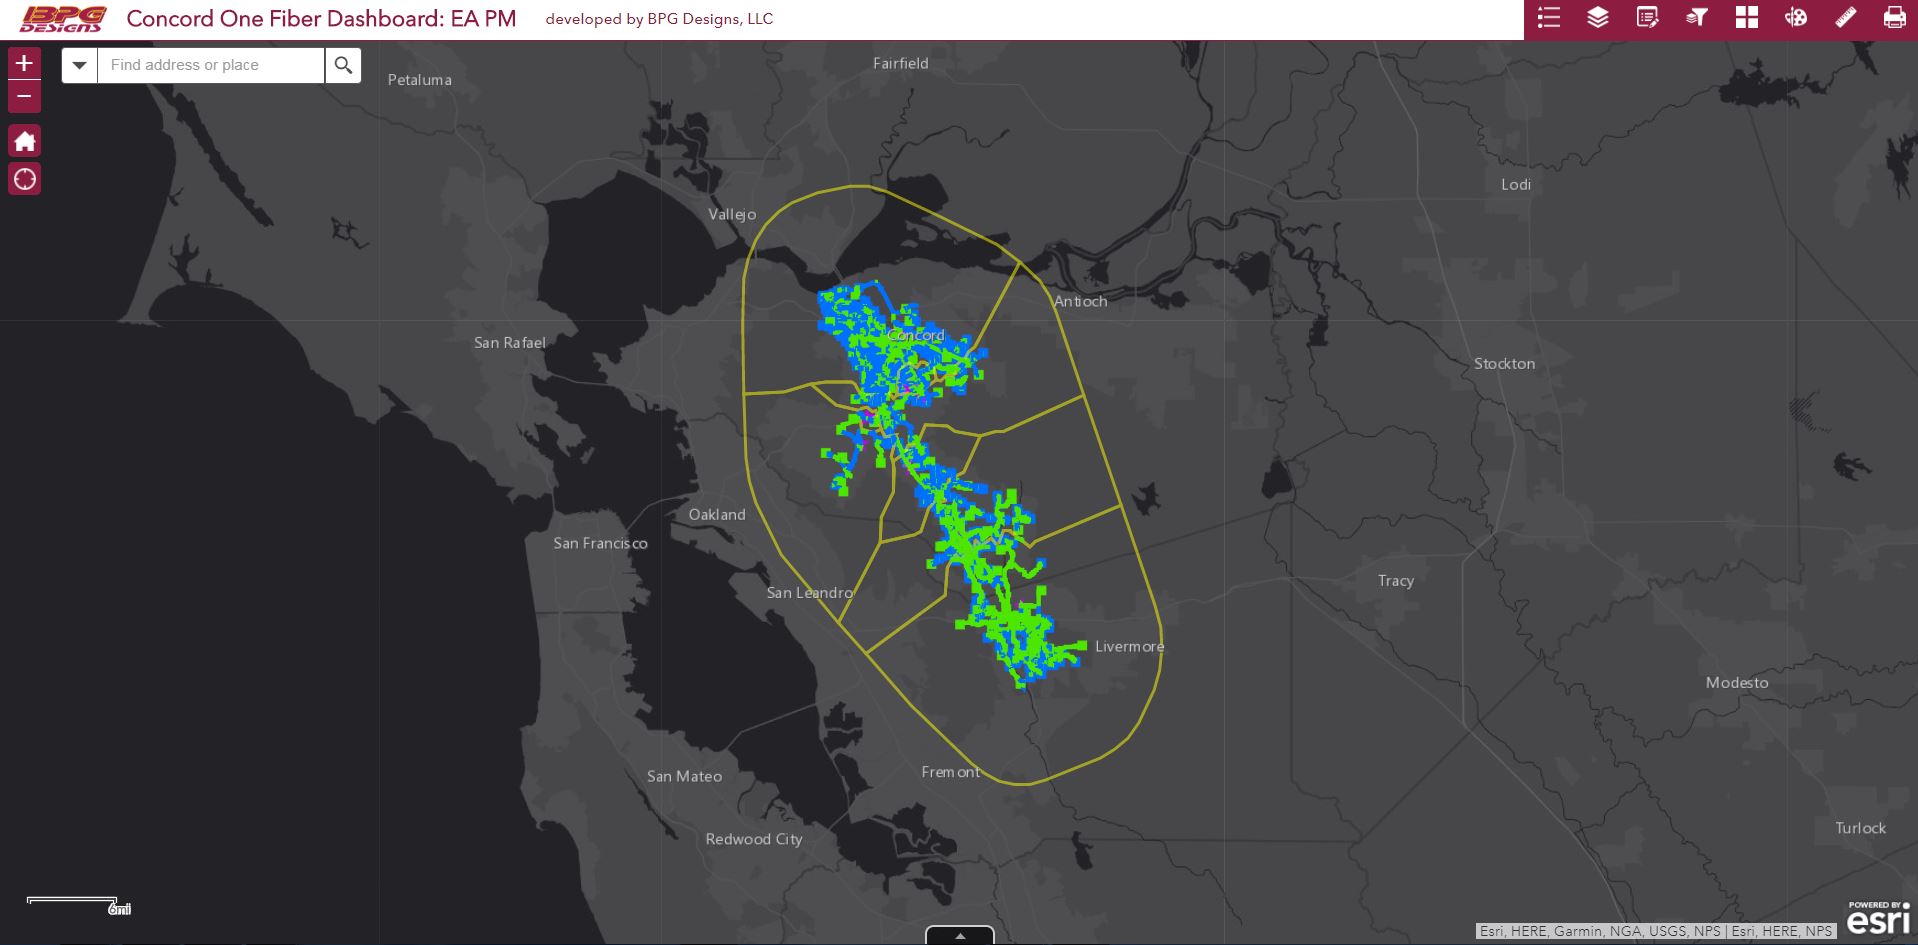 BPG
DESIGNS
Concord One Fiber Dashboard: EA PM
developed by BPG Designs, LLC
Find address or place
Petaluma
Fairfield
Lodi
Vallejo
Antioch
Concord
San Rafael
Stockton
Oakland
San Francisco
Tracy
San Leandro
Livermore
Modesto
Fremont
San Mateo
Turlock
Redwood City
6mi
POWERED BY
esri
Esri, HERE, Garmin, NGA, USGS, NPS | Esri, HERE, NPS